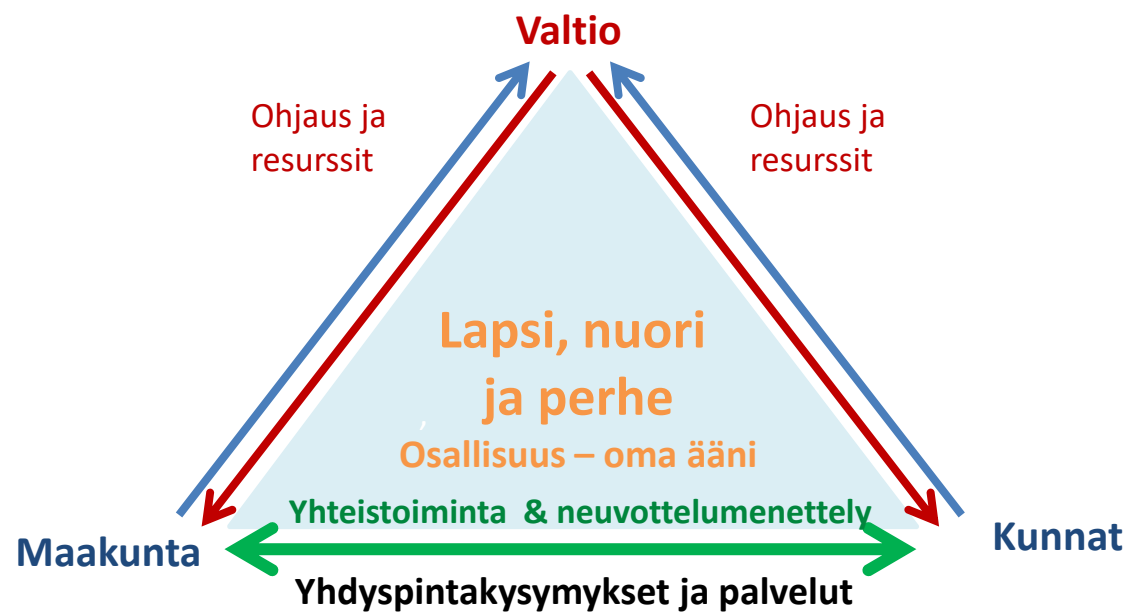 Valtio
Ohjaus ja
resurssit
Ohjaus ja
resurssit
Lapsi, nuori
ja perhe
,
Osallisuus – oma ääni
Yhteistoiminta & neuvottelumenettely
Maakunta
Kunnat
Yhdyspintakysymykset ja palvelut